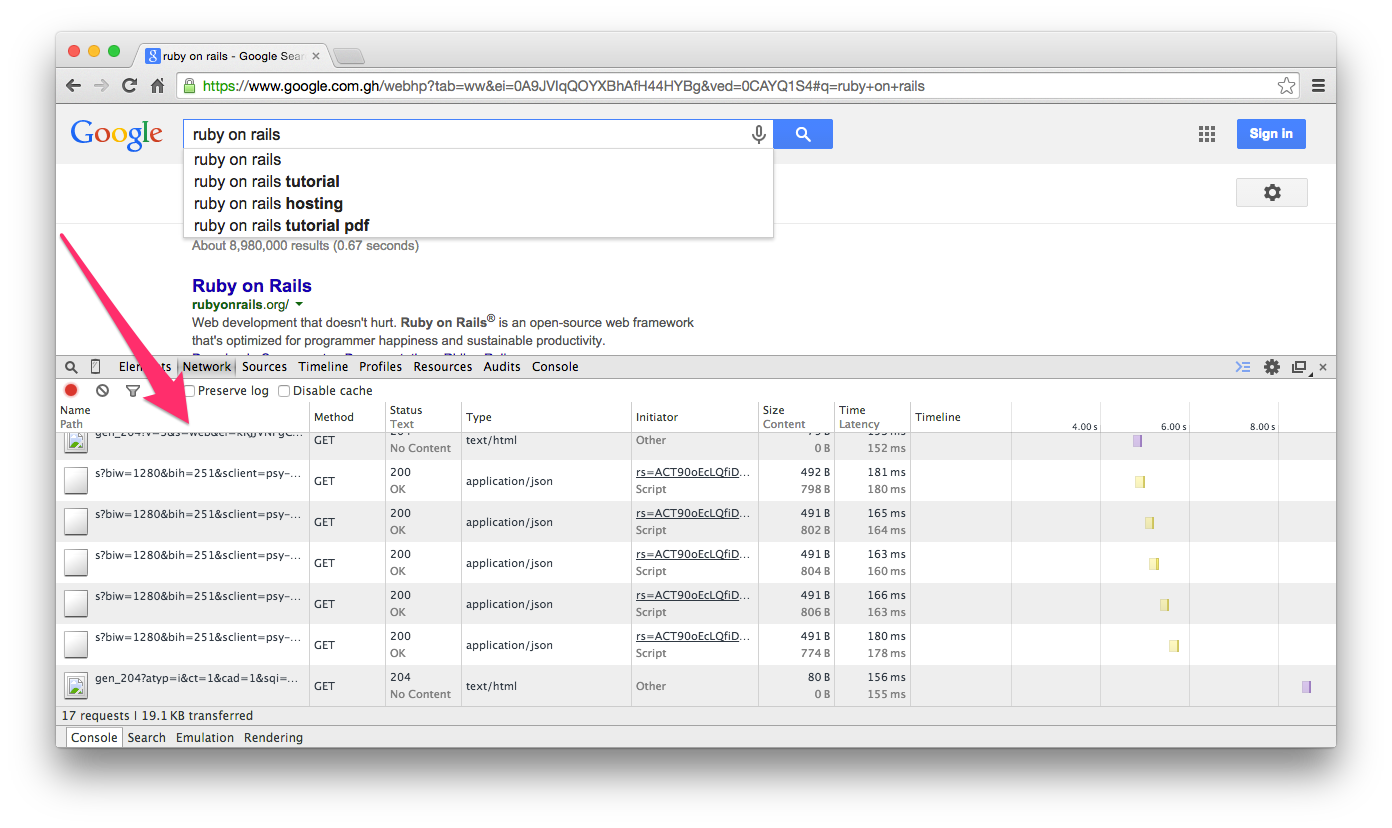 ruby on rails - Google Sear
https://www.google.com.gh/webhp?tab=ww&ei=0A9JVIqQOYXBhAfH44HYBg&ved=0CAYQ1S4#q=ruby+on+rails
Google
ruby on rails
Sign in
ruby on rails
ruby on rails tutorial
ruby on rails hosting
ruby on rails tutorial pdf
About 8,980,000 results (0.67 seconds)
Ruby on Rails
rubyonrails.org/
Web development that doesn't hurt. Ruby on Rails® is an open-source web framework
that's optimized for programmer happiness and sustainable productivity.
Elements Network Sources Timeline Profiles Resources Audits Console
Preserve log Disable cache
Name Path Method Status Text Type Initiator Size Content Time Latency Timeline 4.00 s 6.00 s 8.00 s
GET No Content text/html Other 0 B 152 ms
s?biw=1280&bih=251&sclient=psy-... GET 200 OK application/json rs=ACT90oEcLQfiD... Script 492 B 798 B 181 ms 180 ms
s?biw=1280&bih=251&sclient=psy-... GET 200 OK application/json rs=ACT90oEcLQfiD... Script 491 B 802 B 165 ms 164 ms
s?biw=1280&bih=251&sclient=psy-... GET 200 OK application/json rs=ACT90oEcLQfiD... Script 491 B 804 B 163 ms 160 ms
s?biw=1280&bih=251&sclient=psy-... GET 200 OK application/json rs=ACT90oEcLQfiD... Script 491 B 806 B 166 ms 163 ms
s?biw=1280&bih=251&sclient=psy-... GET 200 OK application/json rs=ACT90oEcLQfiD... Script 491 B 774 B 180 ms 178 ms
gen_204?atyp=i&ct=1&cad=1&sqi=... GET 204 No Content text/html Other 80 B 0 B 156 ms 155 ms
17 requests | 19.1 KB transferred
Console Search Emulation Rendering